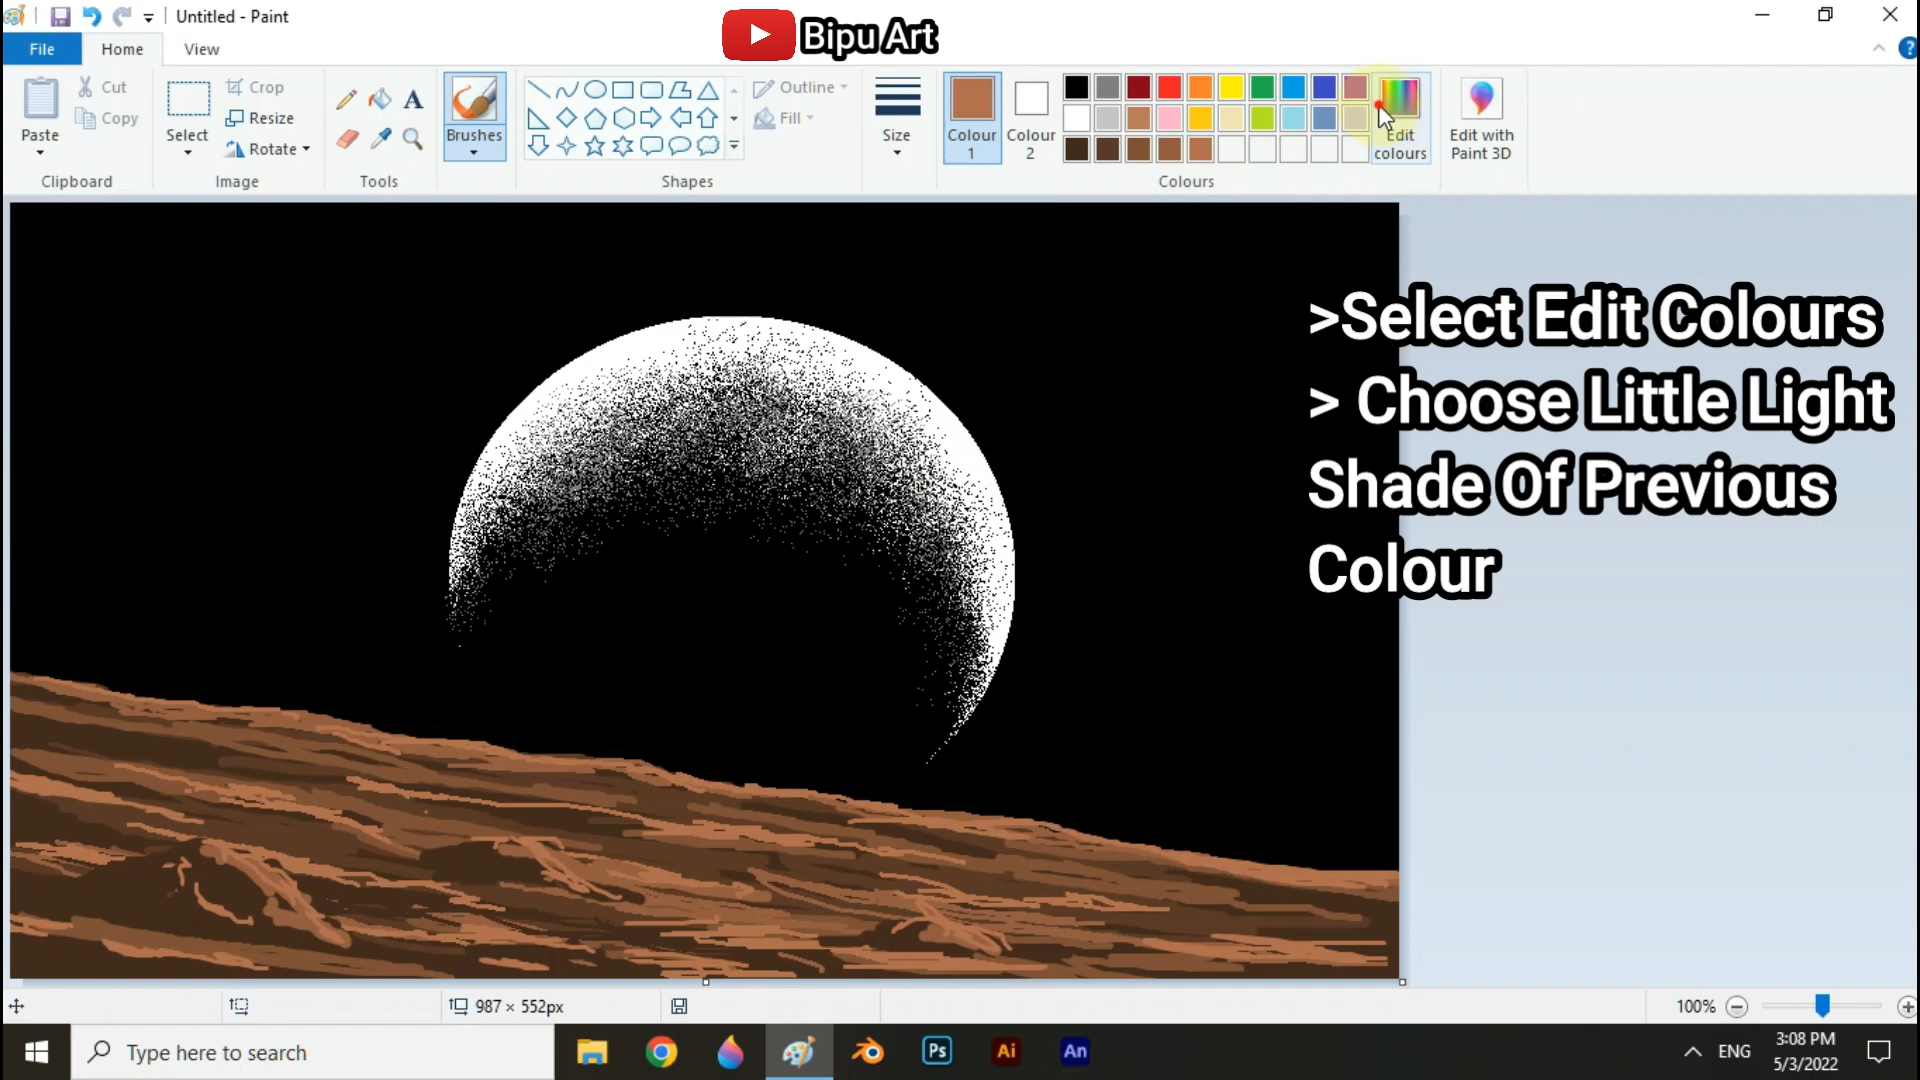 Untitled - Paint
Bipu Art
File Home View
Paste
Cut
Copy
Clipboard
Select
Crop
Resize
Rotate
Image
A
Tools
Brushes
Outline
Fill
Shapes
Size
Colour 1
Colour 2
Edit colours
Colours
Edit with Paint 3D
?
>Select Edit Colours
> Choose Little Light
Shade Of Previous
Colour
987 × 552px
100%
Type here to search
Ps
Ai
An
ENG
3:08 PM
5/3/2022